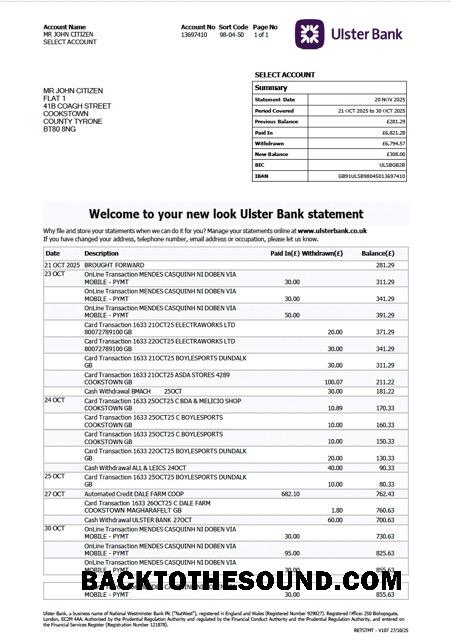 Account Name
MR JOHN CITIZEN
SELECT ACCOUNT
Account No Sort Code Page No
13697410 98-04-50 1 of 1
Ulster Bank
SELECT ACCOUNT
Summary
Statement Date 20 NOV 2025
Period Covered 21 OCT 2025 to 30 OCT 2025
Previous Balance £281.29
Paid In £6,821.28
Withdrawn £6,794.57
New Balance £308.00
BIC ULSBGB2B
IBAN GB91ULSB98045013697410
MR JOHN CITIZEN
FLAT 1
41B COAGH STREET
COOKSTOWN
COUNTY TYRONE
BT80 8NG
Welcome to your new look Ulster Bank statement
Why file and store your statements when we can do it for you? Manage your statements online at www.ulsterbank.co.uk
If you have changed your address, telephone number, email address or occupation, please let us know.
Date Description Paid In(£) Withdrawn(£) Balance(£)
21 OCT 2025 BROUGHT FORWARD 281.29
23 OCT OnLine Transaction MENDES CASQUINH NI DOBEN VIA
MOBILE - PYMT 30.00 311.29
OnLine Transaction MENDES CASQUINH NI DOBEN VIA
MOBILE - PYMT 30.00 341.29
OnLine Transaction MENDES CASQUINH NI DOBEN VIA
MOBILE - PYMT 50.00 391.29
Card Transaction 1633 21OCT25 ELECTRAWORKS LTD
80072789100 GB 20.00 371.29
Card Transaction 1633 22OCT25 ELECTRAWORKS LTD
80072789100 GB 30.00 341.29
Card Transaction 1633 21OCT25 BOYLESPORTS DUNDALK
GB 30.00 311.29
Card Transaction 1633 21OCT25 ASDA STORES 4289
COOKSTOWN GB 100.07 211.22
Cash Withdrawal BMACH 25OCT 30.00 181.22
24 OCT Card Transaction 1633 25OCT25 C BDA & MELICIO SHOP
COOKSTOWN GB 10.89 170.33
Card Transaction 1633 25OCT25 C BOYLESPORTS
COOKSTOWN GB 10.00 160.33
Card Transaction 1633 25OCT25 C BOYLESPORTS
COOKSTOWN GB 10.00 150.33
Card Transaction 1633 22OCT25 BOYLESPORTS DUNDALK
GB 20.00 130.33
Cash Withdrawal ALL & LEICS 24OCT 40.00 90.33
25 OCT Card Transaction 1633 22OCT25 BOYLESPORTS DUNDALK
GB 10.00 80.33
27 OCT Automated Credit DALE FARM COOP 682.10 762.43
Card Transaction 1633 26OCT25 C DALE FARM
COOKSTOWN MAGHARAFELT GB 1.80 760.63
Cash Withdrawal ULSTER BANK 27OCT 60.00 700.63
30 OCT OnLine Transaction MENDES CASQUINH NI DOBEN VIA
MOBILE - PYMT 30.00 730.63
OnLine Transaction MENDES CASQUINH NI DOBEN VIA
MOBILE - PYMT 95.00 825.63
OnLine Transaction MENDES CASQUINH NI DOBEN VIA
MOBILE - PYMT 30.00 855.63
BACKTOTHESOUND.COM
MOBILE - PYMT 30.00 855.63
Ulster Bank, a business name of National Westminster Bank Plc ("NatWest"), registered in England and Wales (Registered Number 929027). Registered Office: 250 Bishopsgate,
London, EC2M 4AA. Authorised by the Prudential Regulation Authority and regulated by the Financial Conduct Authority and the Prudential Regulation Authority, and entered on
the Financial Services Register (Registration Number 121878).
RETSTMT - V107 27/10/25